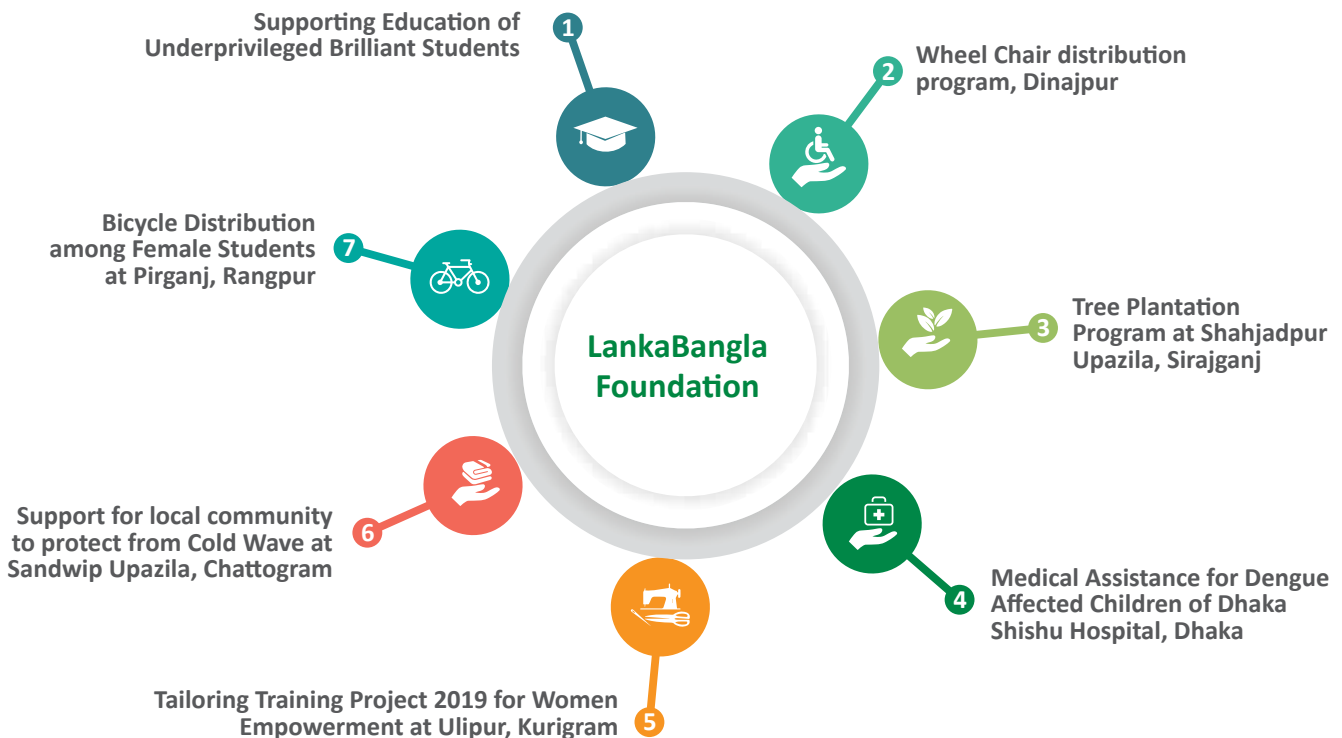 1
Supporting Education of
Underprivileged Brilliant Students
2
Wheel Chair distribution
program, Dinajpur
3
Tree Plantation
Program at Shahjadpur
Upazila, Sirajganj
4
Medical Assistance for Dengue
Affected Children of Dhaka
Shishu Hospital, Dhaka
5
Tailoring Training Project 2019 for Women
Empowerment at Ulipur, Kurigram
6
Support for local community
to protect from Cold Wave at
Sandwip Upazila, Chattogram
7
Bicycle Distribution
among Female Students
at Pirganj, Rangpur
LankaBangla
Foundation